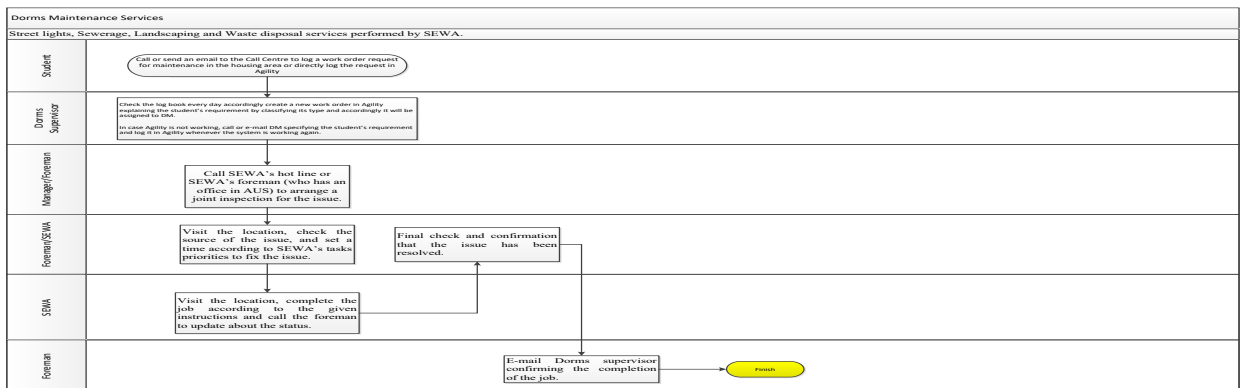 Dorms Maintenance Services
Street lights, Sewerage, Landscaping and Waste disposal services performed by SEWA.
Student
Call or send an email to the Call Centre to log a work order request
for maintenance in the housing area or directly log the request in
Agility
Dorms
Supervisor
Check the log book every day accordingly create a new work order in Agility
explaining the student's requirement by classifying its type and accordingly it will be
assigned to DM.
In case Agility is not working, call or e-mail DM specifying the student's requirement
and log it in Agility whenever the system is working again.
Manager/Foreman
Call SEWA's hot line or
SEWA's foreman (who has an
office in AUS) to arrange a
joint inspection for the issue.
Foreman/SEWA
Visit the location, check the
source of the issue, and set a
time according to SEWA's tasks
priorities to fix the issue.
Final check and confirmation
that the issue has been
resolved.
SEWA
Visit the location, complete the
job according to the given
instructions and call the foreman
to update about the status.
Foreman
E-mail Dorms supervisor
confirming the completion
of the job.
Finish